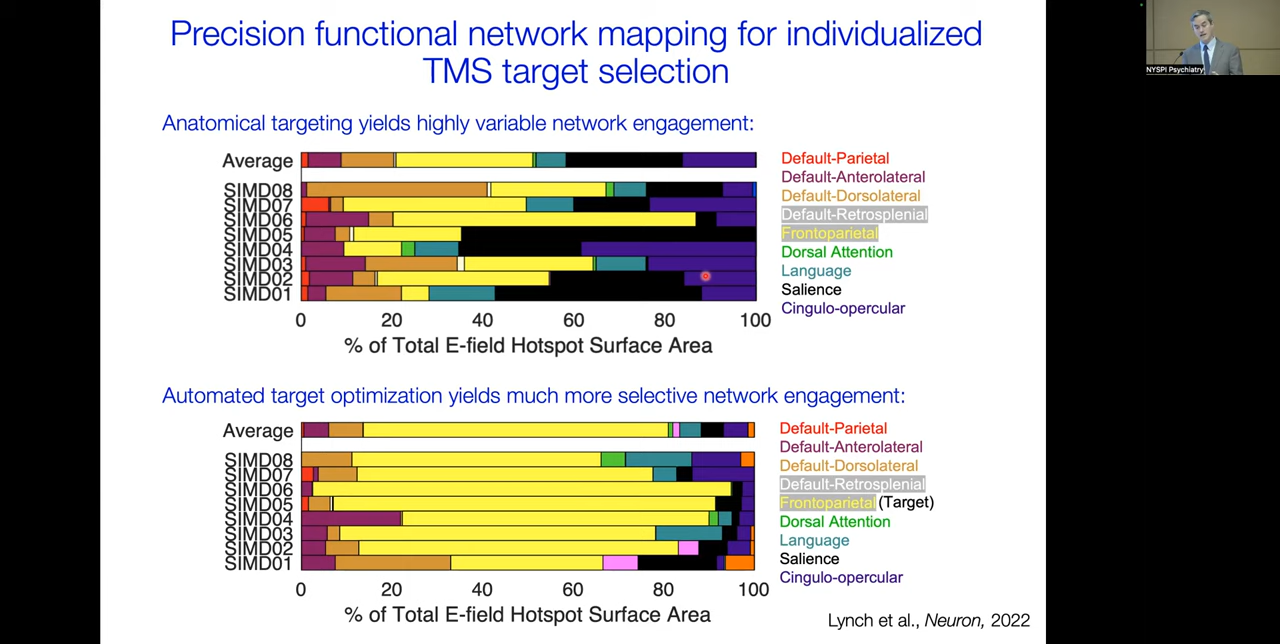 Precision functional network mapping for individualized
TMS target selection
NYSPI Psychiatry
Anatomical targeting yields highly variable network engagement:
Average
SIMD08
SIMD07
SIMD06
SIMD05
SIMD04
SIMD03
SIMD02
SIMD01
0 20 40 60 80 100
% of Total E-field Hotspot Surface Area
Default-Parietal
Default-Anterolateral
Default-Dorsolateral
Default-Retrosplenial
Frontoparietal
Dorsal Attention
Language
Salience
Cingulo-opercular
Automated target optimization yields much more selective network engagement:
Average
SIMD08
SIMD07
SIMD06
SIMD05
SIMD04
SIMD03
SIMD02
SIMD01
0 20 40 60 80 100
% of Total E-field Hotspot Surface Area
Default-Parietal
Default-Anterolateral
Default-Dorsolateral
Default-Retrosplenial
Frontoparietal (Target)
Dorsal Attention
Language
Salience
Cingulo-opercular
Lynch et al., Neuron, 2022